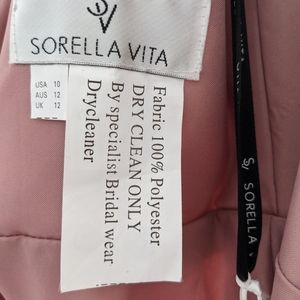 SV
SORELLA VITA
USA 10
AUS 12
UK 12
Fabric 100% Polyester
DRY CLEAN ONLY
By specialist Bridal wear
Drycleaner
SV SORELLA